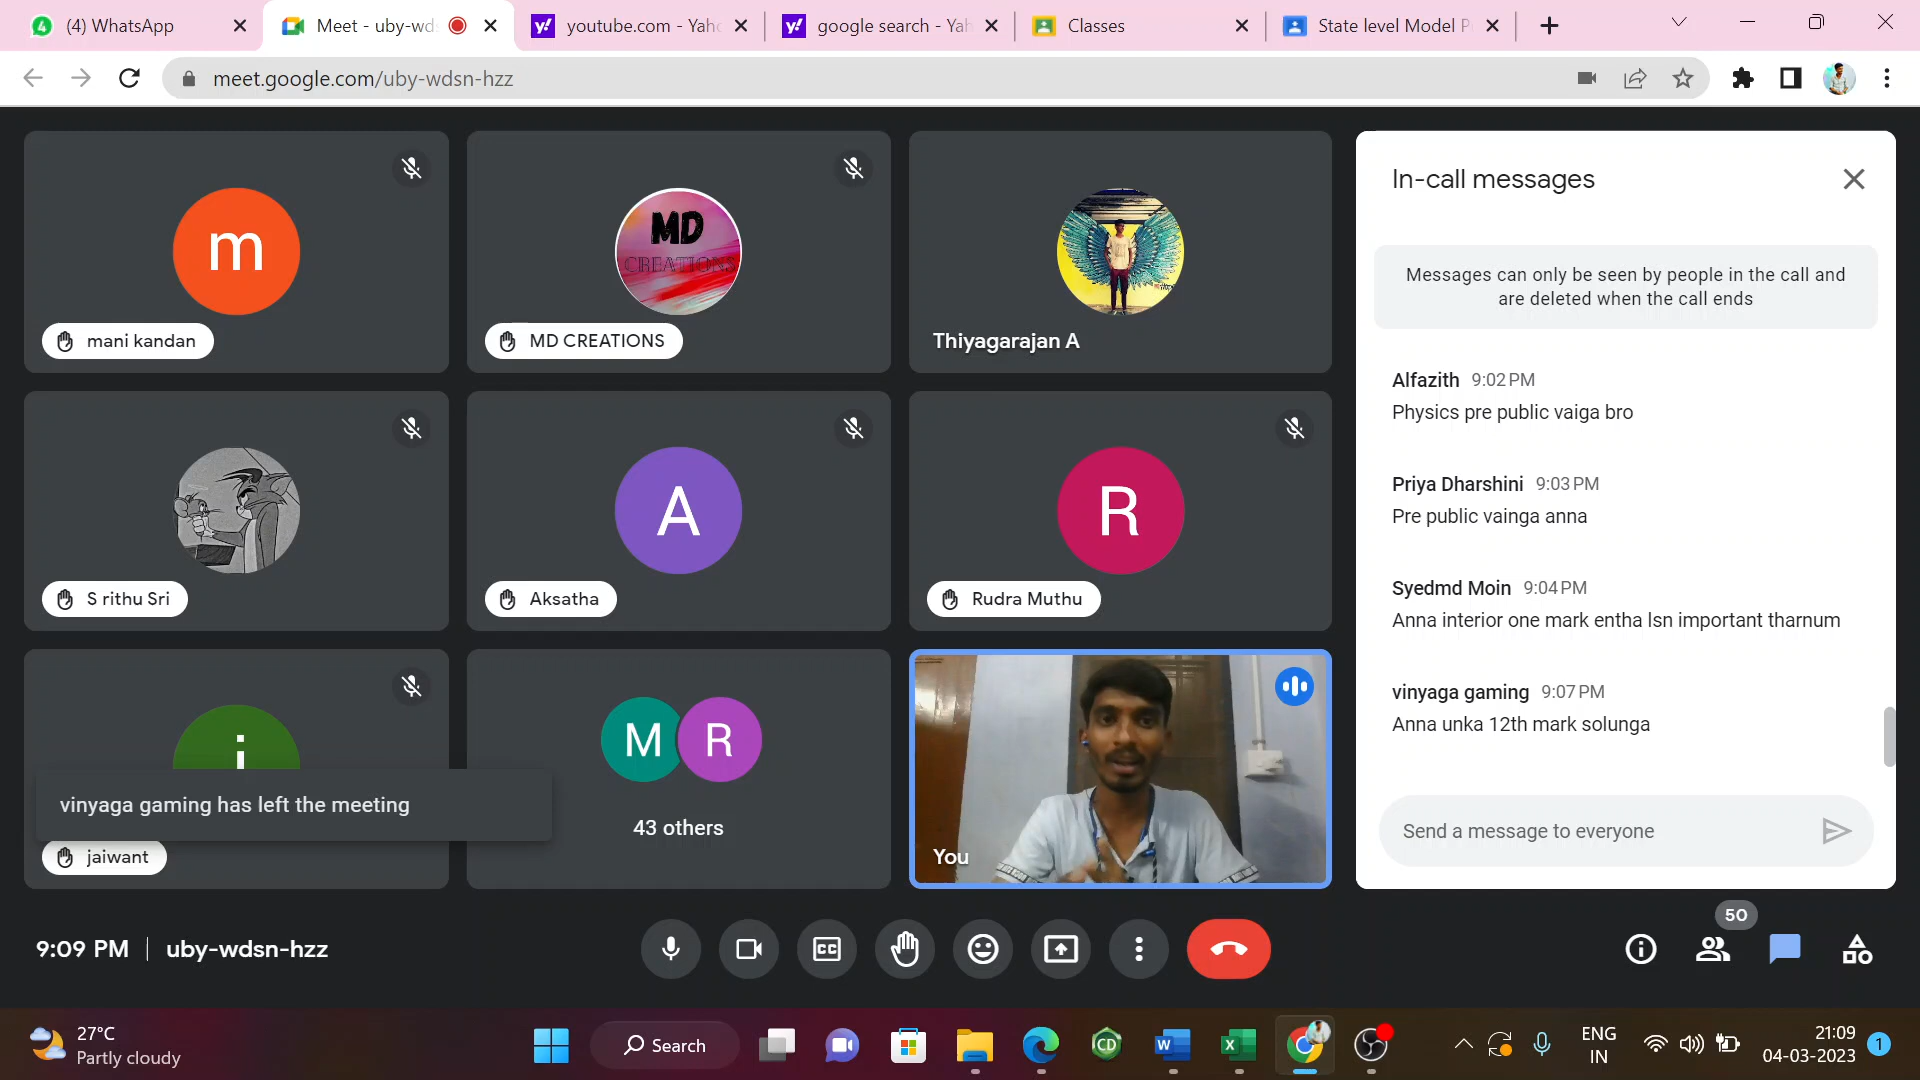 (4) WhatsApp
Meet - uby-wds
youtube.com - Yah
google search - Yah
Classes
State level Model P
meet.google.com/uby-wdsn-hzz
m
mani kandan
MD
CREATIONS
MD CREATIONS
Thiyagarajan A
S rithu Sri
A
Aksatha
R
Rudra Muthu
j
vinyaga gaming has left the meeting
jaiwant
M R
43 others
You
In-call messages
Messages can only be seen by people in the call and
are deleted when the call ends
Alfazith 9:02 PM
Physics pre public vaiga bro
Priya Dharshini 9:03 PM
Pre public vainga anna
Syedmd Moin 9:04 PM
Anna interior one mark entha lsn important tharnum
vinyaga gaming 9:07 PM
Anna unka 12th mark solunga
Send a message to everyone
9:09 PM | uby-wdsn-hzz
CC
50
27°C
Partly cloudy
Search
CD
W
X
ENG
IN
21:09
04-03-2023
1